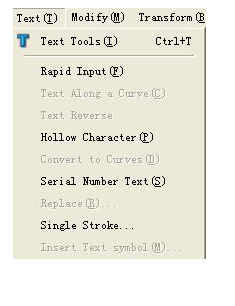 Text(T) Modify(M) Transform(B
Text Tools(I) Ctrl+T
Rapid Input(F)
Text Along a Curve(C)
Text Reverse
Hollow Character(P)
Convert to Curves(D)
Serial Number Text(S)
Replace(R)...
Single Stroke...
Insert Text symbol(M)...